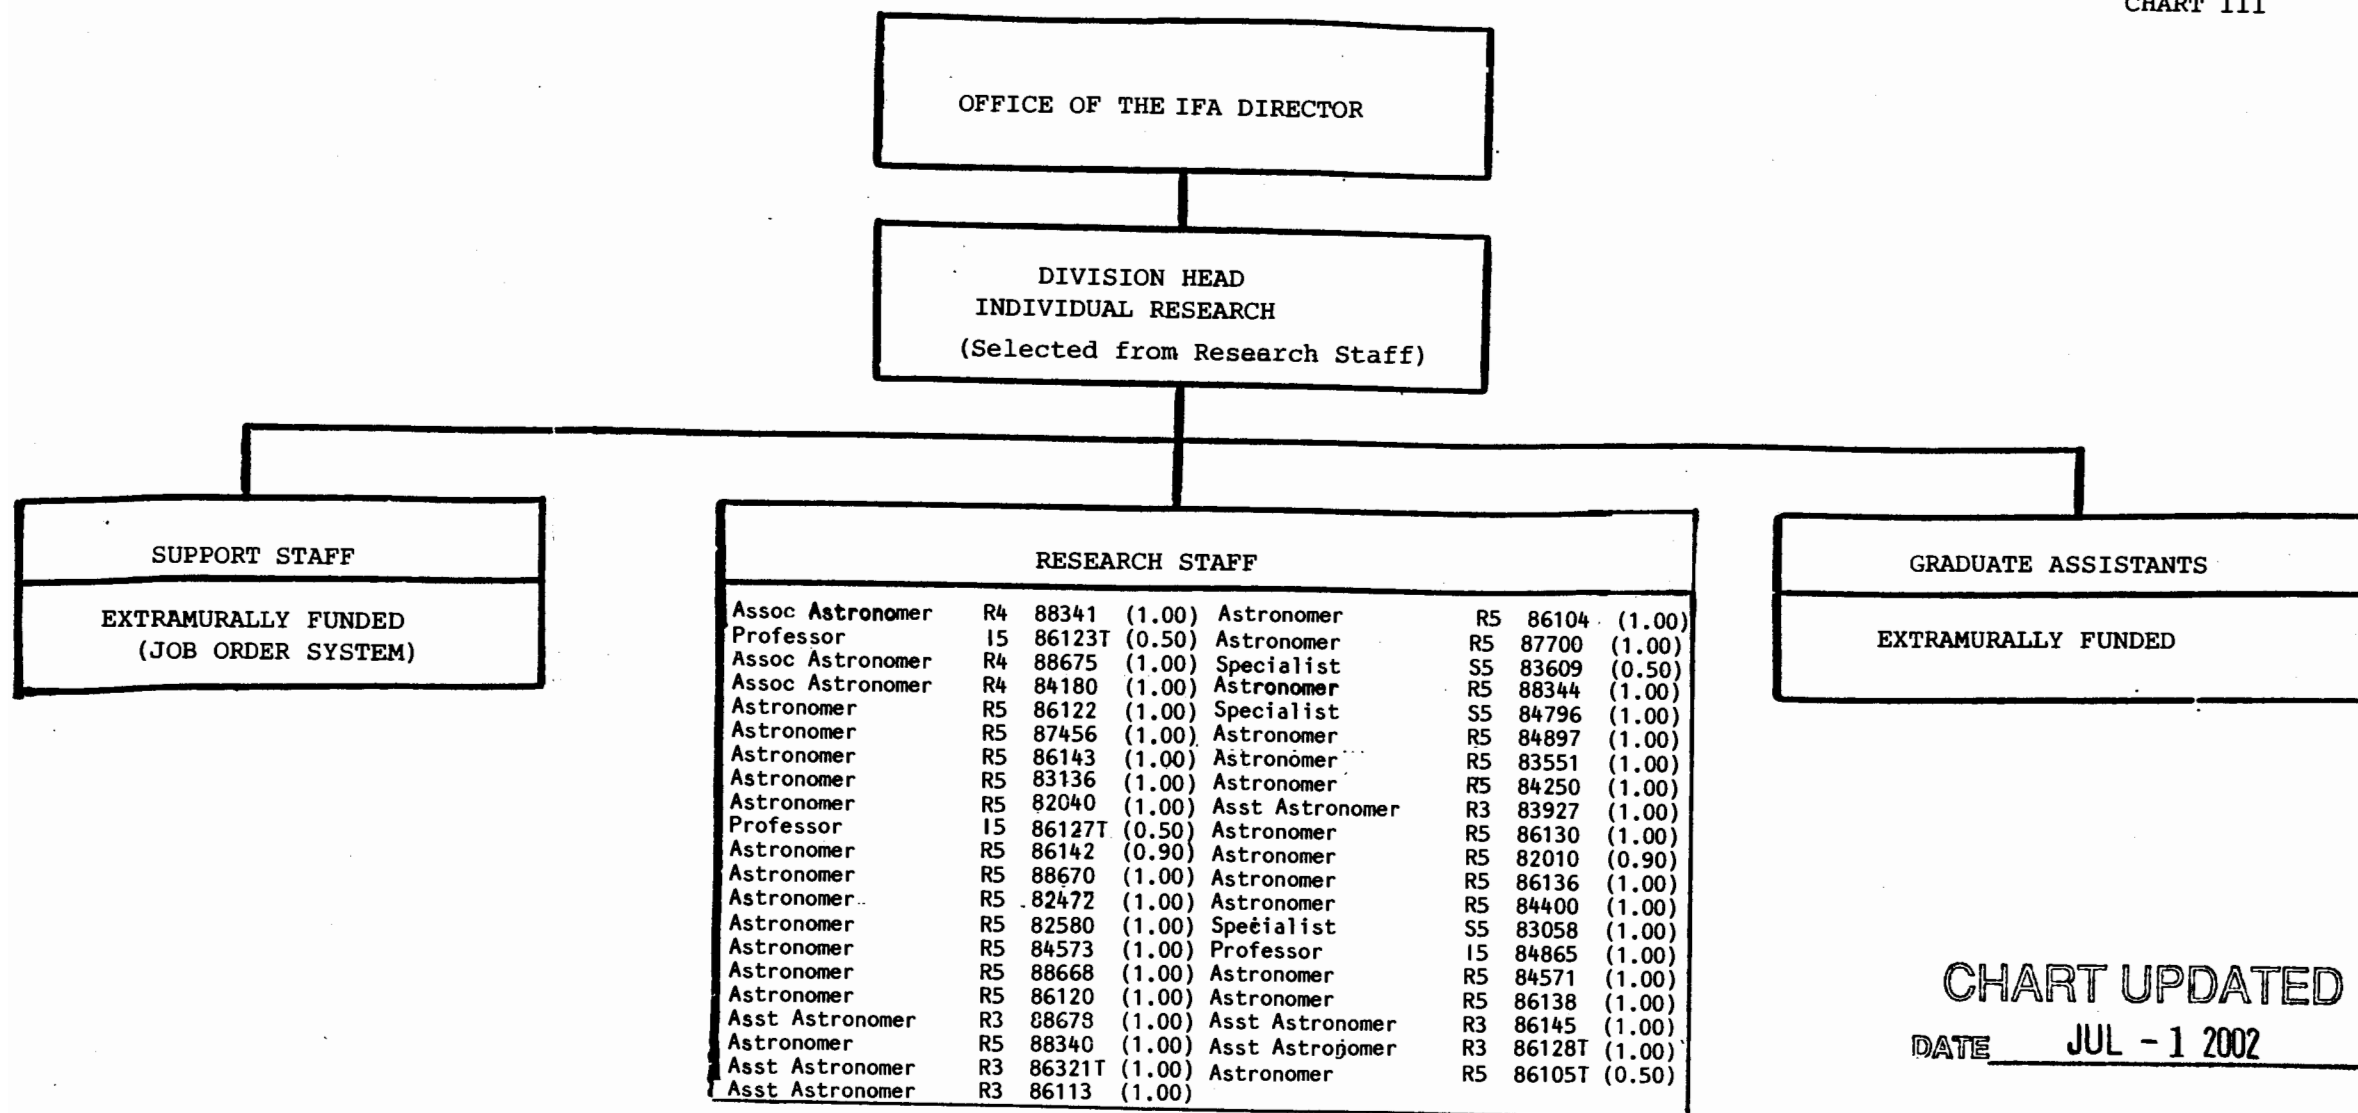 CHART III
OFFICE OF THE IFA DIRECTOR
DIVISION HEAD
INDIVIDUAL RESEARCH
(Selected from Research Staff)
SUPPORT STAFF
EXTRAMURALLY FUNDED
(JOB ORDER SYSTEM)
RESEARCH STAFF
Assoc Astronomer R4 88341 (1.00) Astronomer R5 86104 (1.00)
Professor I5 86123T (0.50) Astronomer R5 87700 (1.00)
Assoc Astronomer R4 88675 (1.00) Specialist S5 83609 (0.50)
Assoc Astronomer R4 84180 (1.00) Astronomer R5 88344 (1.00)
Astronomer R5 86122 (1.00) Specialist S5 84796 (1.00)
Astronomer R5 87456 (1.00) Astronomer R5 84897 (1.00)
Astronomer R5 86143 (1.00) Astronomer R5 83551 (1.00)
Astronomer R5 83136 (1.00) Astronomer R5 84250 (1.00)
Astronomer R5 82040 (1.00) Asst Astronomer R3 83927 (1.00)
Professor I5 86127T (0.50) Astronomer R5 86130 (1.00)
Astronomer R5 86142 (0.90) Astronomer R5 82010 (0.90)
Astronomer R5 88670 (1.00) Astronomer R5 86136 (1.00)
Astronomer R5 82472 (1.00) Astronomer R5 84400 (1.00)
Astronomer R5 82580 (1.00) Specialist S5 83058 (1.00)
Astronomer R5 84573 (1.00) Professor I5 84865 (1.00)
Astronomer R5 88668 (1.00) Astronomer R5 84571 (1.00)
Astronomer R5 86120 (1.00) Astronomer R5 86138 (1.00)
Asst Astronomer R3 (1.00) Asst Astronomer R3 86145 (1.00)
Astronomer R5 88340 (1.00) Asst Astronomer R3 86128T (1.00)
Asst Astronomer R3 86321T (1.00) Astronomer R5 86105T (0.50)
Asst Astronomer R3 86113 (1.00)
GRADUATE ASSISTANTS
EXTRAMURALLY FUNDED
CHART UPDATED
DATE JUL - 1 2002